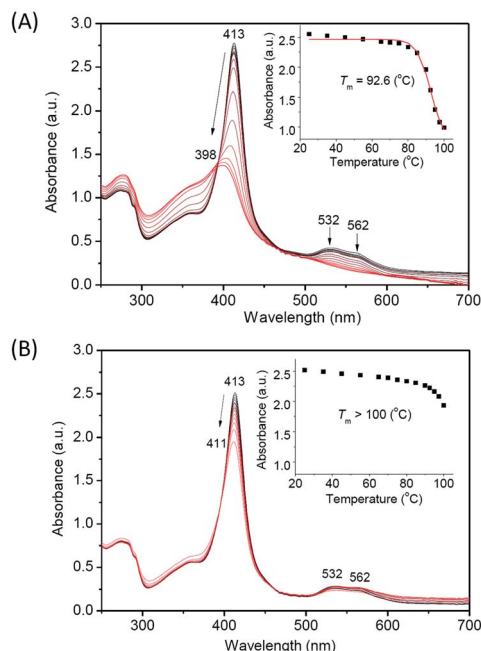 (A)
Absorbance (a.u.)
3.0
2.5
2.0
1.5
1.0
0.5
0.0
413
398
532 562
300 400 500 600 700
Wavelength (nm)
Absorbance (a.u.)
2.5
2.0
1.5
1.0
Tm = 92.6 (°C)
20 40 60 80 100
Temperature (°C)
(B)
Absorbance (a.u.)
3.0
2.5
2.0
1.5
1.0
0.5
0.0
413
411
532 562
300 400 500 600 700
Wavelength (nm)
Absorbance (a.u.)
2.5
2.0
1.5
1.0
Tm > 100 (°C)
20 40 60 80 100
Temperature (°C)